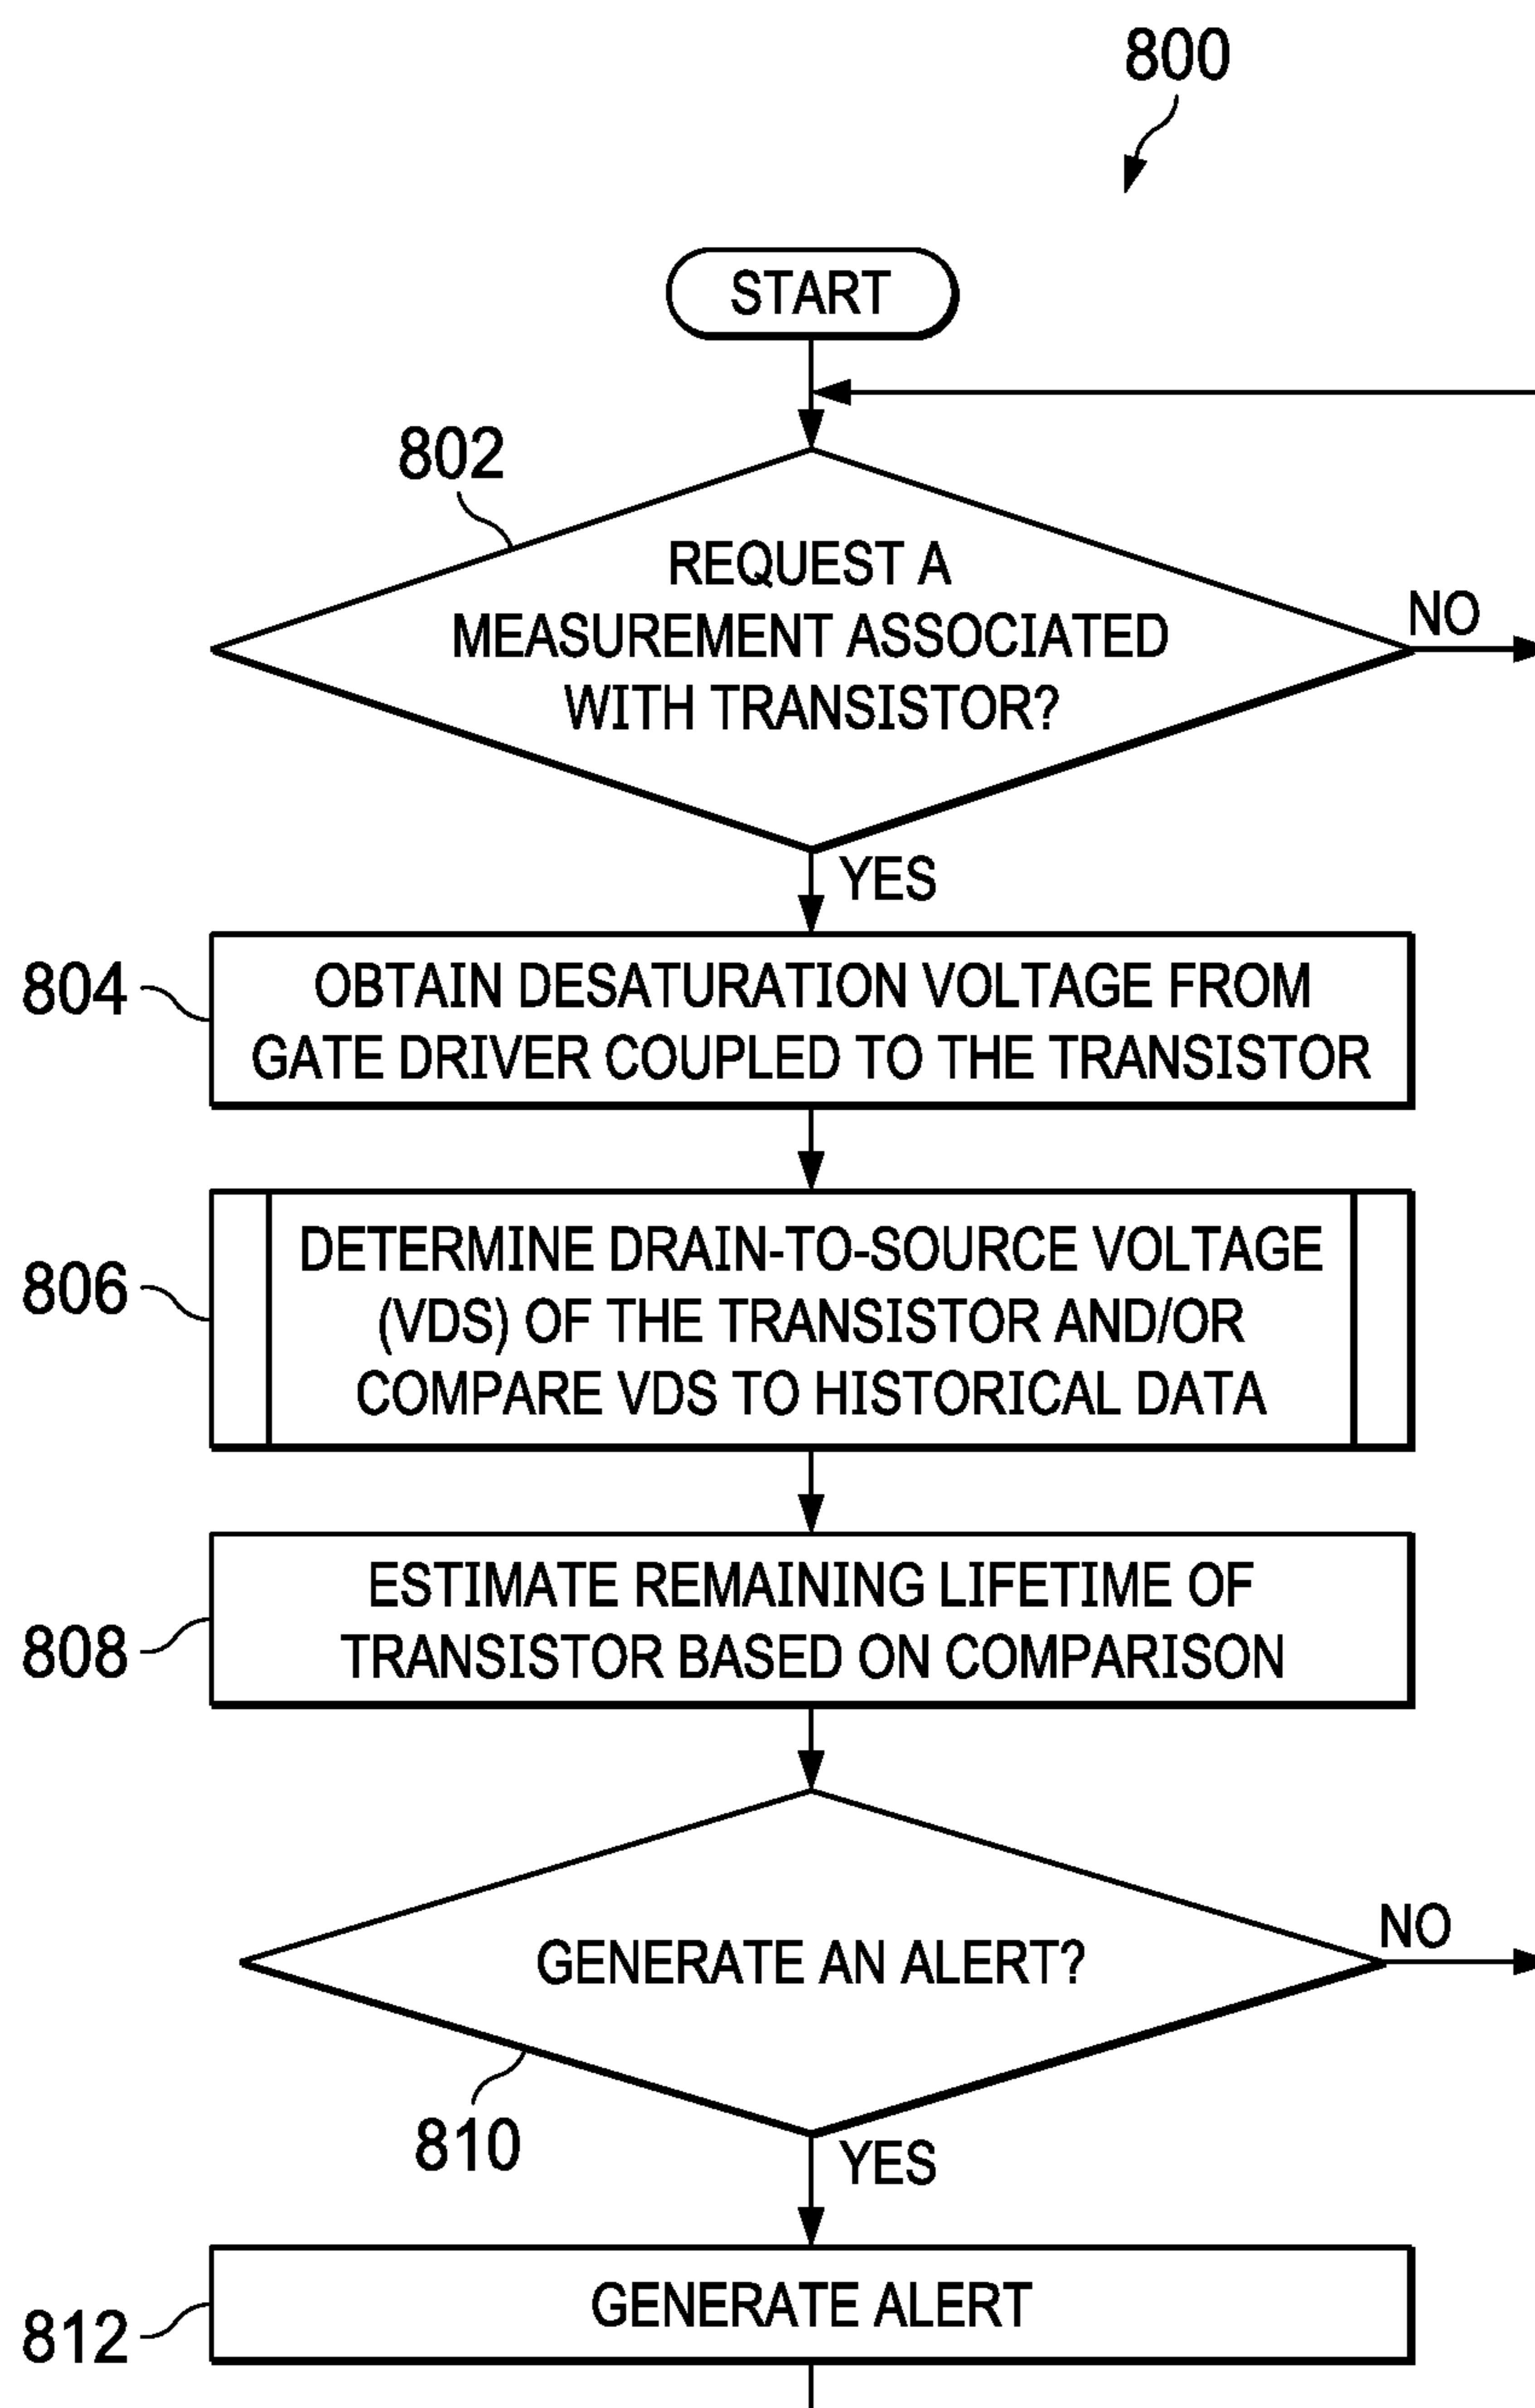 800
START
802
REQUEST A
MEASUREMENT ASSOCIATED
WITH TRANSISTOR?
NO
YES
804
OBTAIN DESATURATION VOLTAGE FROM
GATE DRIVER COUPLED TO THE TRANSISTOR
806
DETERMINE DRAIN-TO-SOURCE VOLTAGE
(VDS) OF THE TRANSISTOR AND/OR
COMPARE VDS TO HISTORICAL DATA
808
ESTIMATE REMAINING LIFETIME OF
TRANSISTOR BASED ON COMPARISON
GENERATE AN ALERT?
NO
810
YES
812
GENERATE ALERT